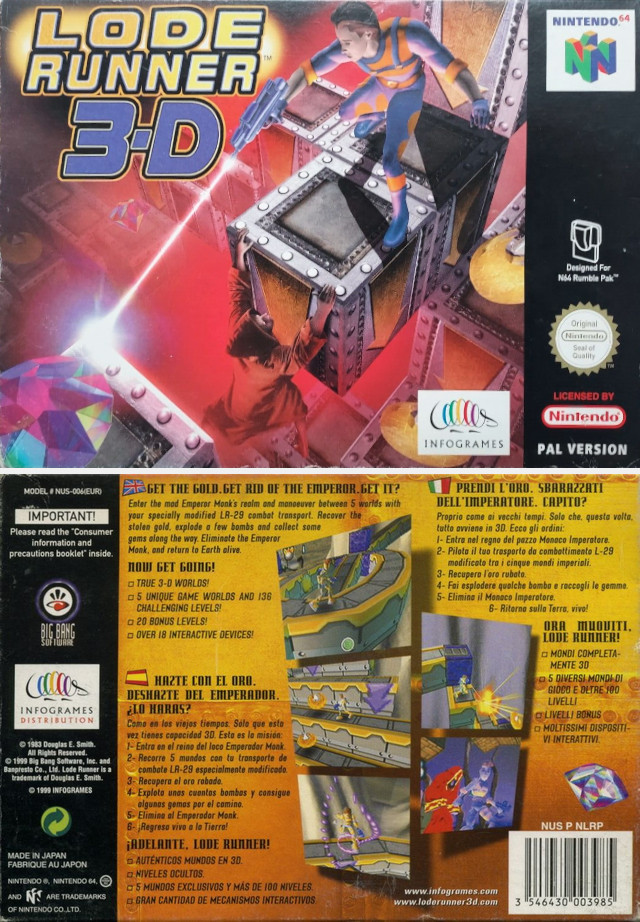 LODE
RUNNER™
3-D
NINTENDO 64
Designed For
N64 Rumble Pak™
Original
Nintendo
Seal of
Quality
TM
LICENSED BY
Nintendo
INFOGRAMES
PAL VERSION
MODEL # NUS-006(EUR)
IMPORTANT!
Please read the "Consumer
information and
precautions booklet" inside.
BIG BANG
SOFTWARE
INFOGRAMES
DISTRIBUTION
© 1983 Douglas E. Smith.
All Rights Reserved.
© 1999 Big Bang Software, Inc. and
Banpresto Co., Ltd. Lode Runner is a
trademark of Douglas E. Smith.
© 1999 INFOGRAMES
MADE IN JAPAN
FABRIQUE AU JAPON
NINTENDO ®, NINTENDO 64,
AND ARE TRADEMARKS
OF NINTENDO CO., LTD.
GET THE GOLD. GET RID OF THE EMPEROR. GET IT?
Enter the mad Emperor Monk's realm and manoeuver between 5 worlds with
your specially modified LR-29 combat transport. Recover the
stolen gold, explode a few bombs and collect some
gems along the way. Eliminate the Emperor
Monk, and return to Earth alive.
NOW GET GOING!
□ TRUE 3-D WORLDS!
□ 5 UNIQUE GAME WORLDS AND 136
CHALLENGING LEVELS!
□ 20 BONUS LEVELS!
□ OVER 18 INTERACTIVE DEVICES!
HAZTE CON EL ORO.
DESHAZTE DEL EMPERADOR.
¿LO HARAS?
Como en los viejos tiempos. Sólo que esta
vez tienes capacidad 3D. Esta es la misión:
1- Entra en el reino del loco Emperador Monk.
2- Recorre 5 mundos con tu transporte de
combate LR-29 especialmente modificado.
3- Recupera el oro robado.
4- Explota unas cuantas bombas y consigue
algunas gemas por el camino.
5- Elimina al Emperador Monk.
6- ¡Regresa vivo a la Tierra!
¡ADELANTE, LODE RUNNER!
□ AUTÉNTICOS MUNDOS EN 3D.
□ NIVELES OCULTOS.
□ 5 MUNDOS EXCLUSIVOS Y MÁS DE 100 NIVELES.
□ GRAN CANTIDAD DE MECANISMOS INTERACTIVOS.
PRENDI L'ORO. SBARAZZATI
DELL'IMPERATORE. CAPITO?
Proprio come ai vecchi tempi. Solo che, questa volta,
tutto avviene in 3D. Ecco gli ordini:
1- Entra nel regno del pazzo Monaco Imperatore.
2- Pilota il tuo trasporto da combattimento L-29
modificato tra i cinque mondi imperiali.
3- Recupera l'oro rubato.
4- Fai esplodere qualche bomba e raccogli le gemme.
5- Elimina il Monaco Imperatore.
6- Ritorna sulla Terra, vivo!
ORA MUOVITI,
LODE RUNNER!
□ MONDI COMPLETA-
MENTE 3D
□ 5 DIVERSI MONDI DI
GIOCO E OLTRE 100
LIVELLI
□ LIVELLI BONUS
□ MOLTISSIMI DISPOSITI-
VI INTERATTIVI.
NUS P NLRP
www.infogrames.com
www.loderunner3d.com
3 546430 003985